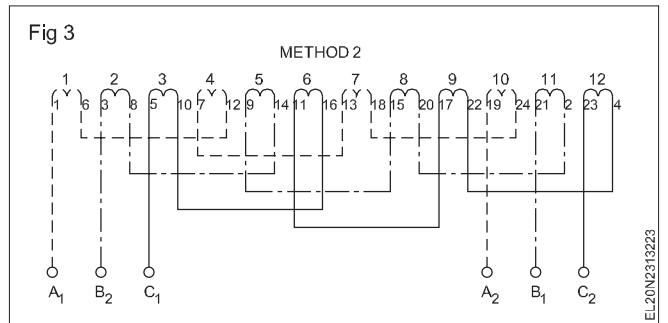 Fig 3
METHOD 2
1 2 3 4 5 6 7 8 9 10 11 12
1 6 3 8 5 10 7 12 9 14 11 16 13 18 15 20 17 22 19 24 21 2 23 4
A1 B2 C1 A2 B1 C2
EL20N2313223